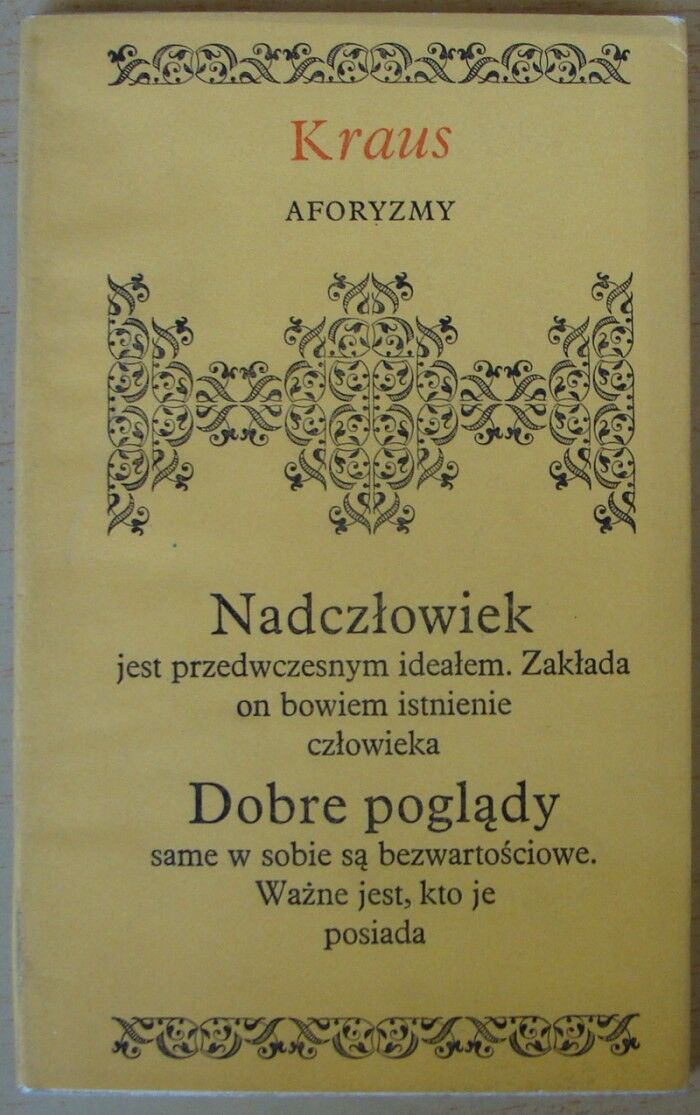 Kraus
AFORYZMY
Nadczłowiek
jest przedwczesnym ideałem. Zakłada
on bowiem istnienie
człowieka
Dobre poglądy
same w sobie są bezwartościowe.
Ważne jest, kto je
posiada